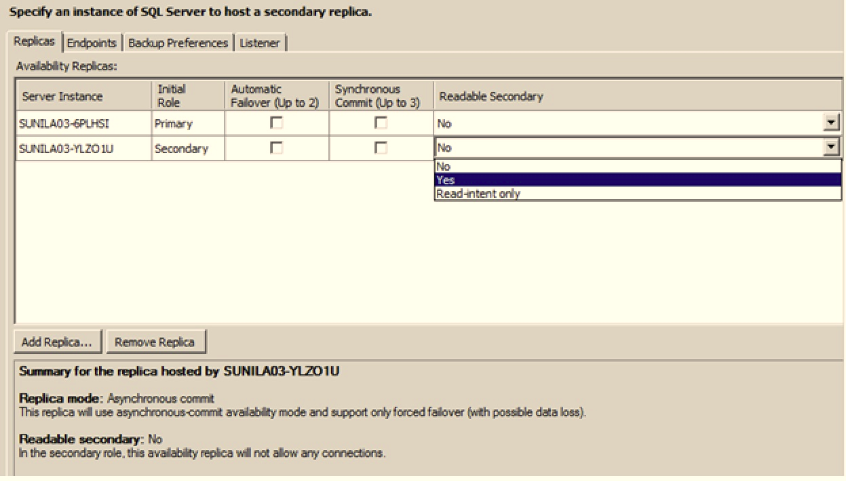 Specify an instance of SQL Server to host a secondary replica.
Replicas Endpoints Backup Preferences Listener
Availability Replicas:
Server Instance Initial Role Automatic Failover (Up to 2) Synchronous Commit (Up to 3) Readable Secondary
SUNILA03-6PLHSI Primary No
SUNILA03-YLZO1U Secondary No
No
Yes
Read-intent only
Add Replica... Remove Replica
Summary for the replica hosted by SUNILA03-YLZO1U
Replica mode: Asynchronous commit
This replica will use asynchronous-commit availability mode and support only forced failover (with possible data loss).
Readable secondary: No
In the secondary role, this availability replica will not allow any connections.